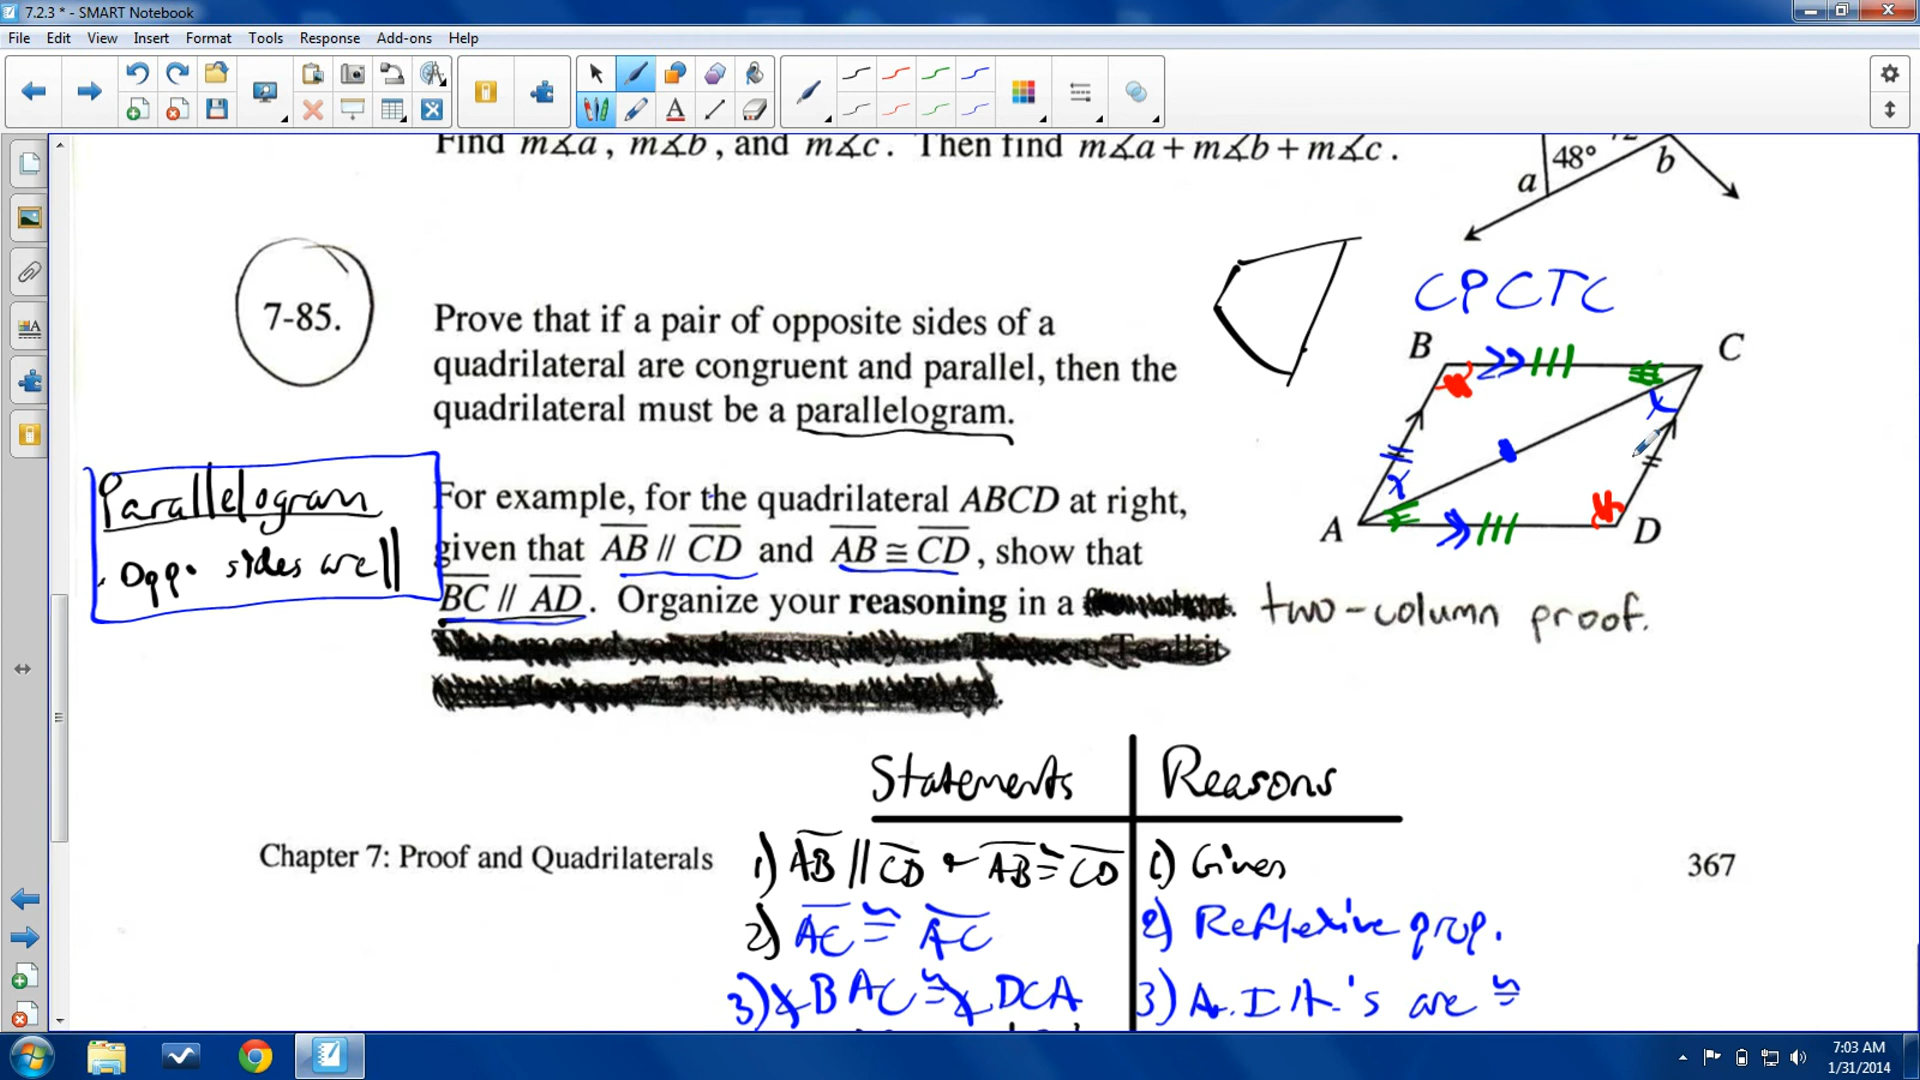 7.2.3 * - SMART Notebook
File Edit View Insert Format Tools Response Add-ons Help
Find m∡a, m∡b, and m∡c. Then find m∡a + m∡b + m∡c.
48°
a
b
CPCTC
7-85.
Prove that if a pair of opposite sides of a
quadrilateral are congruent and parallel, then the
quadrilateral must be a parallelogram.
B
C
A
D
x
x
Parallelogram
. Opp. sides are ||
For example, for the quadrilateral ABCD at right,
given that AB // CD and AB ≅ CD, show that
BC // AD. Organize your reasoning in a
two-column proof.
Statements Reasons
1) AB || CD + AB ≅ CD 1) Given
2) AC ≅ AC 2) Reflexive prop.
3) ∡BAC ≅ ∡DCA 3) A.I.A.'s are ≅
Chapter 7: Proof and Quadrilaterals
367
7:03 AM
1/31/2014